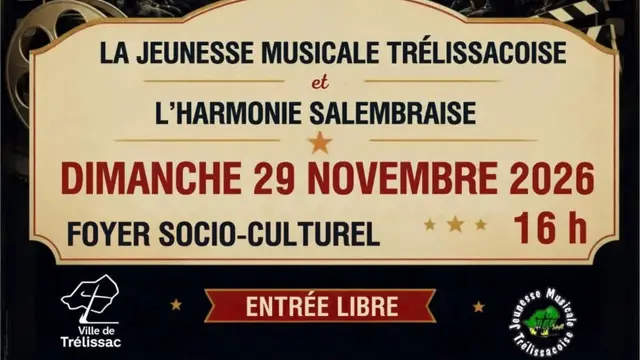 LA JEUNESSE MUSICALE TRÉLISSACOISE
et
L'HARMONIE SALEMBRAISE
DIMANCHE 29 NOVEMBRE 2026
FOYER SOCIO-CULTUREL
16 h
ENTRÉE LIBRE
Ville de
Trélissac
Jeunesse Musicale
Trélissacoise